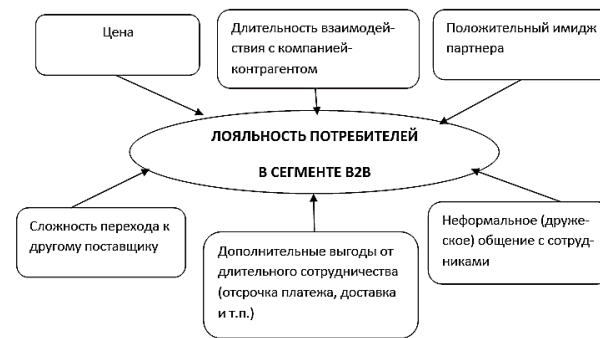 Цена
Длительность взаимодей-
ствия с компанией-
контрагентом
Положительный имидж
партнера
ЛОЯЛЬНОСТЬ ПОТРЕБИТЕЛЕЙ
В СЕГМЕНТЕ B2B
Сложность перехода к
другому поставщику
Дополнительные выгоды от
длительного сотрудничества
(отсрочка платежа, доставка
и т.п.)
Неформальное (друже-
ское) общение с сотруд-
никами